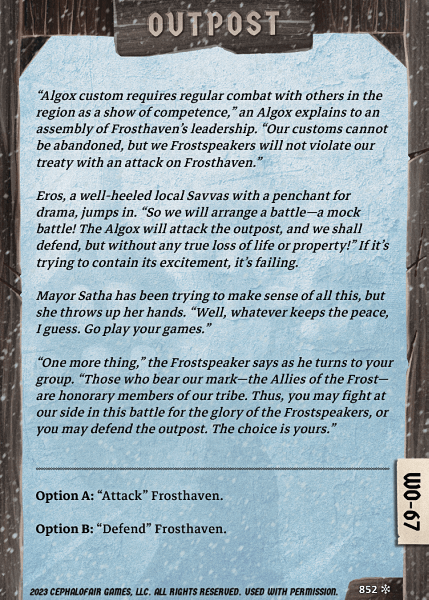 OUTPOST
“Algox custom requires regular combat with others in the
region as a show of competence,” an Algox explains to an
assembly of Frosthaven’s leadership. “Our customs cannot
be abandoned, but we Frostspeakers will not violate our
treaty with an attack on Frosthaven.”
Eros, a well-heeled local Savvas with a penchant for
drama, jumps in. “So we will arrange a battle—a mock
battle! The Algox will attack the outpost, and we shall
defend, but without any true loss of life or property!” If it’s
trying to contain its excitement, it’s failing.
Mayor Satha has been trying to make sense of all this, but
she throws up her hands. “Well, whatever keeps the peace,
I guess. Go play your games.”
“One more thing,” the Frostspeaker says as he turns to your
group. “Those who bear our mark—the Allies of the Frost—
are honorary members of our tribe. Thus, you may fight at
our side in this battle for the glory of the Frostspeakers, or
you may defend the outpost. The choice is yours.”
Option A: “Attack” Frosthaven.
Option B: “Defend” Frosthaven.
WO-67
2023 CEPHALOFAIR GAMES, LLC. ALL RIGHTS RESERVED. USED WITH PERMISSION.
852